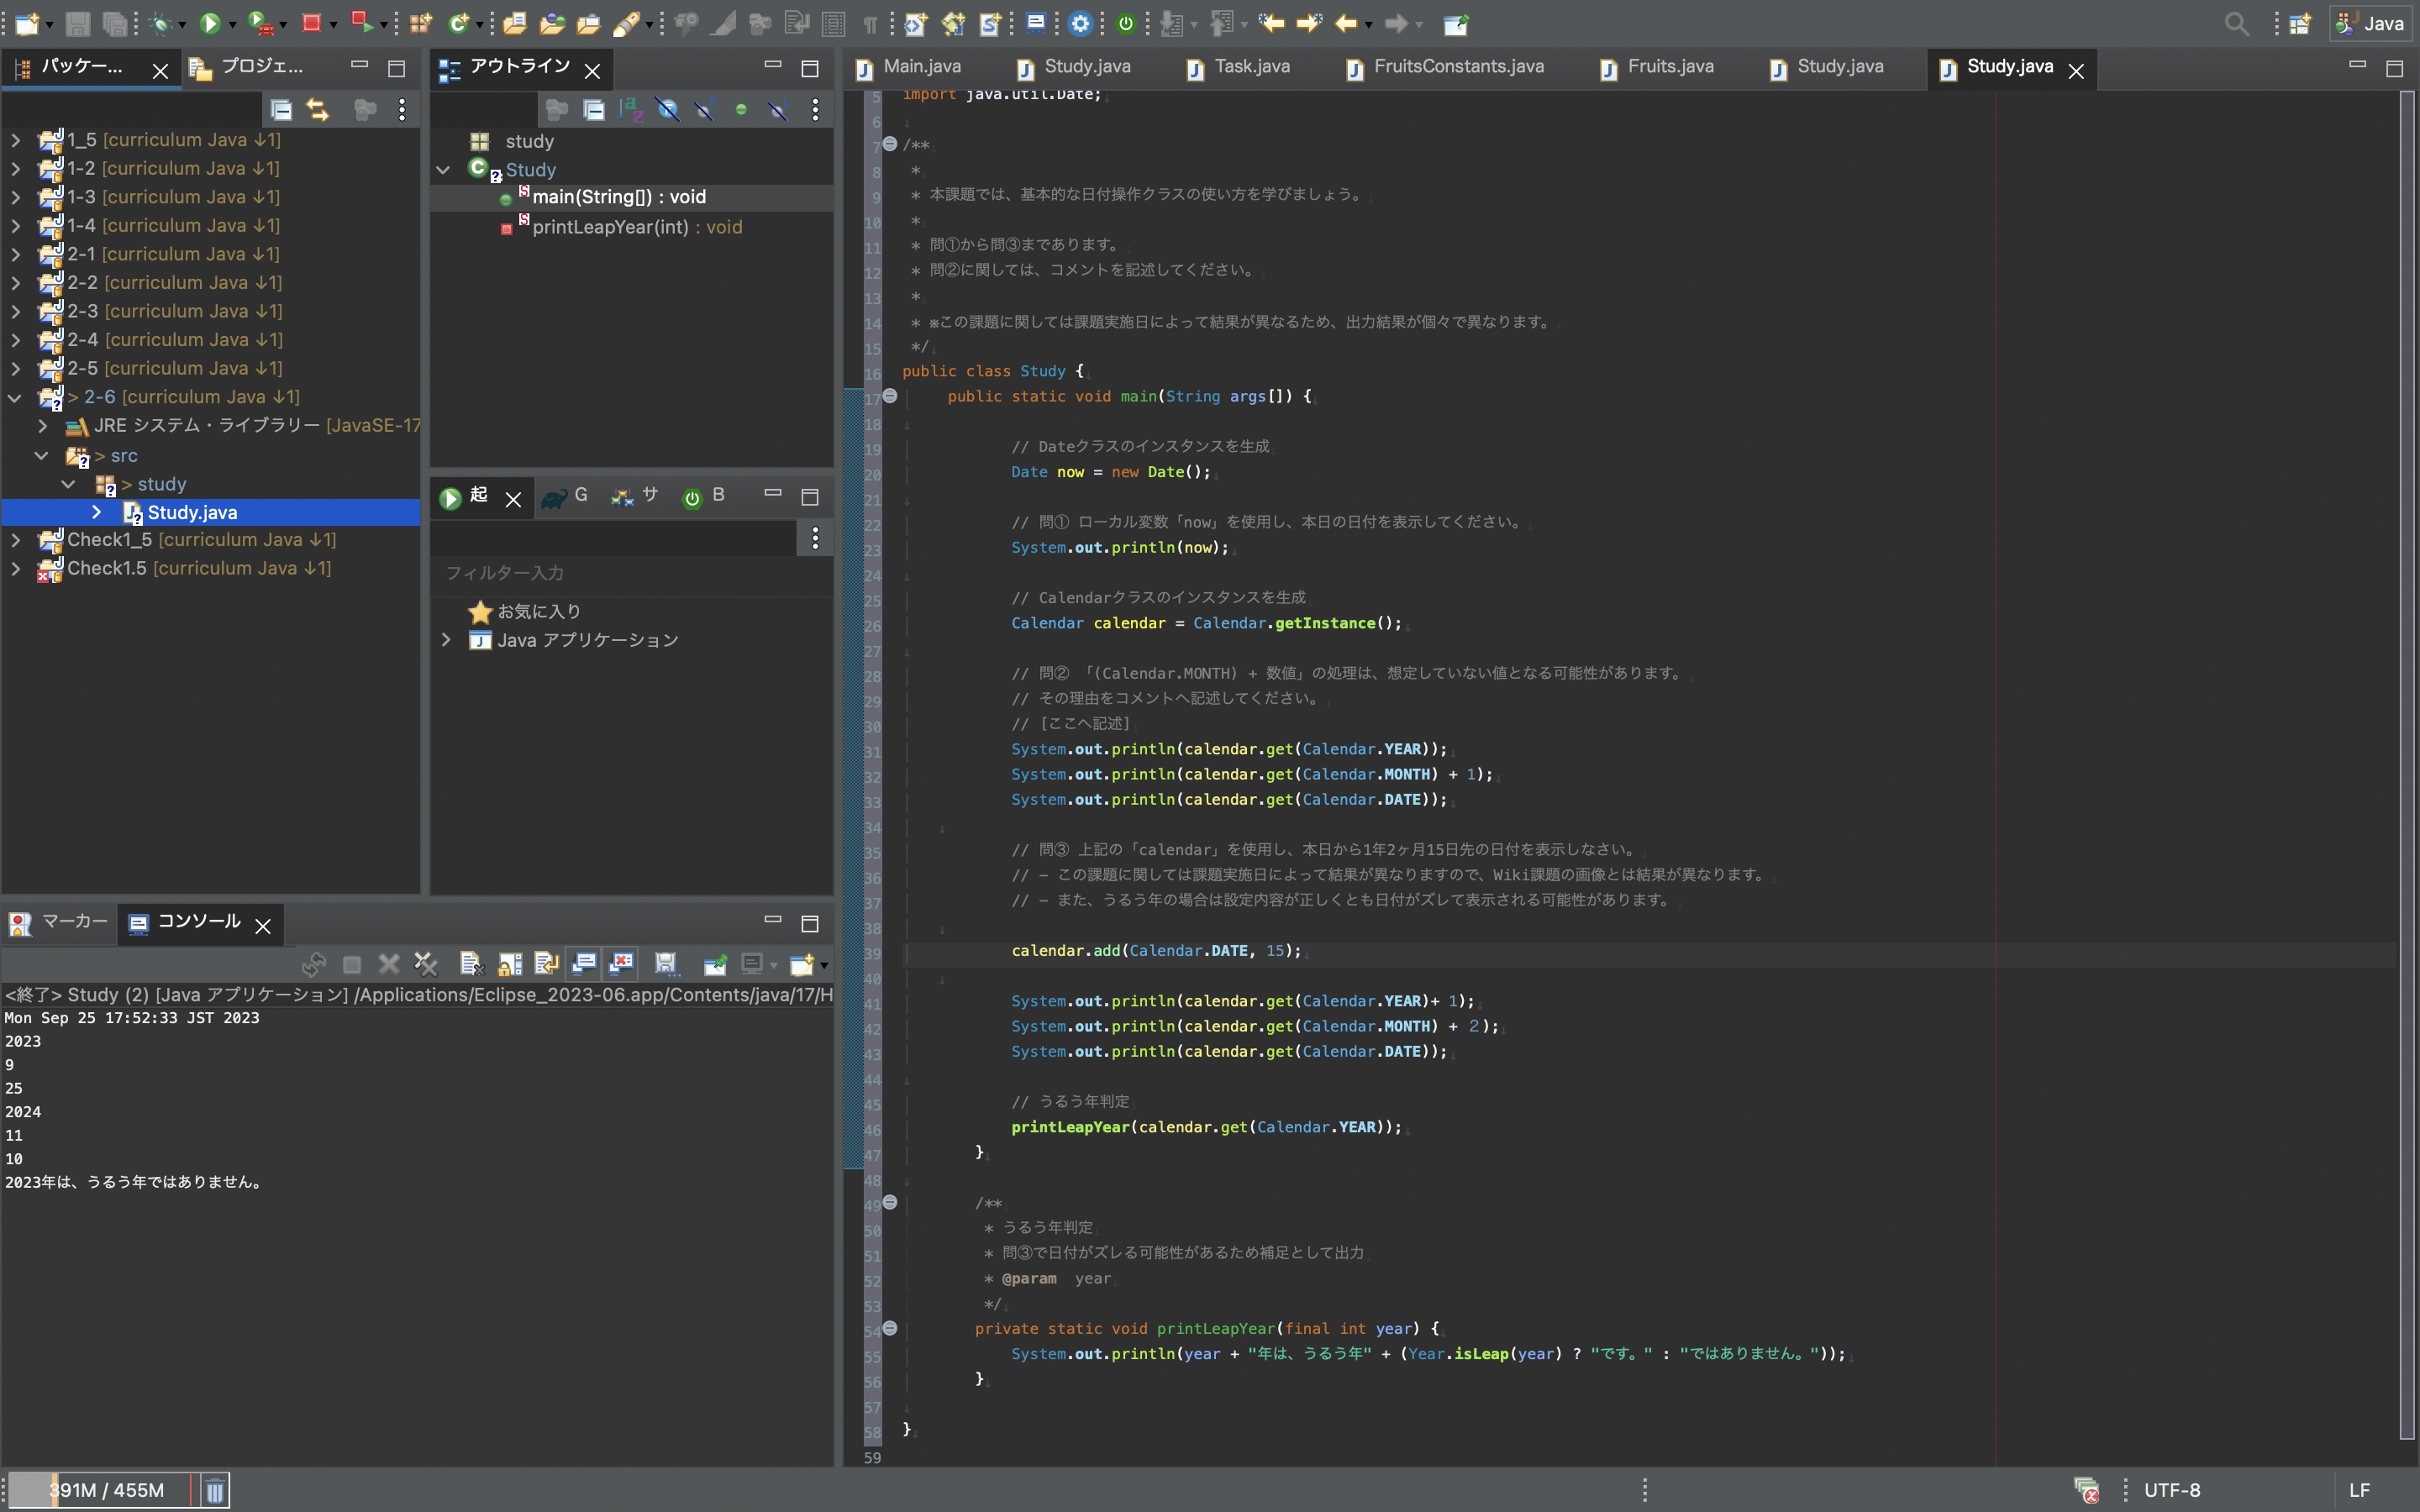 Java
パッケー...
プロジェ...
1_5 [curriculum Java ↓1]
1-2 [curriculum Java ↓1]
1-3 [curriculum Java ↓1]
1-4 [curriculum Java ↓1]
2-1 [curriculum Java ↓1]
2-2 [curriculum Java ↓1]
2-3 [curriculum Java ↓1]
2-4 [curriculum Java ↓1]
2-5 [curriculum Java ↓1]
> 2-6 [curriculum Java ↓1]
JRE システム・ライブラリー [JavaSE-17
> src
> study
Study.java
Check1_5 [curriculum Java ↓1]
Check1.5 [curriculum Java ↓1]
アウトライン
study
Study
main(String[]) : void
printLeapYear(int) : void
起
G
サ
B
フィルター入力
お気に入り
Java アプリケーション
マーカー
コンソール
<終了> Study (2) [Java アプリケーション] /Applications/Eclipse_2023-06.app/Contents/java/17/H
Mon Sep 25 17:52:33 JST 2023
2023
9
25
2024
11
10
2023年は、うるう年ではありません。
Main.java
Study.java
Task.java
FruitsConstants.java
Fruits.java
Study.java
Study.java
5 import java.util.Date;
6
7 /**
8 *
9 * 本課題では、基本的な日付操作クラスの使い方を学びましょう。
10 *
11 * 問①から問③まであります。
12 * 問②に関しては、コメントを記述してください。
13 *
14 * ※この課題に関しては課題実施日によって結果が異なるため、出力結果が個々で異なります。
15 */
16 public class Study {
17 public static void main(String args[]) {
18
19 // Dateクラスのインスタンスを生成
20 Date now = new Date();
21
22 // 問① ローカル変数「now」を使用し、本日の日付を表示してください。
23 System.out.println(now);
24
25 // Calendarクラスのインスタンスを生成
26 Calendar calendar = Calendar.getInstance();
27
28 // 問② 「(Calendar.MONTH) + 数値」の処理は、想定していない値となる可能性があります。
29 // その理由をコメントへ記述してください。
30 // [ここへ記述]
31 System.out.println(calendar.get(Calendar.YEAR));
32 System.out.println(calendar.get(Calendar.MONTH) + 1);
33 System.out.println(calendar.get(Calendar.DATE));
34
35 // 問③ 上記の「calendar」を使用し、本日から1年2ヶ月15日先の日付を表示しなさい。
36 // - この課題に関しては課題実施日によって結果が異なりますので、Wiki課題の画像とは結果が異なります。
37 // - また、うるう年の場合は設定内容が正しくとも日付がズレて表示される可能性があります。
38
39 calendar.add(Calendar.DATE, 15);
40
41 System.out.println(calendar.get(Calendar.YEAR)+ 1);
42 System.out.println(calendar.get(Calendar.MONTH) + 2);
43 System.out.println(calendar.get(Calendar.DATE));
44
45 // うるう年判定
46 printLeapYear(calendar.get(Calendar.YEAR));
47 }
48
49 /**
50 * うるう年判定
51 * 問③で日付がズレる可能性があるため補足として出力
52 * @param year
53 */
54 private static void printLeapYear(final int year) {
55 System.out.println(year + "年は、うるう年" + (Year.isLeap(year) ? "です。" : "ではありません。"));
56 }
57
58 }
59
391M / 455M
UTF-8
LF